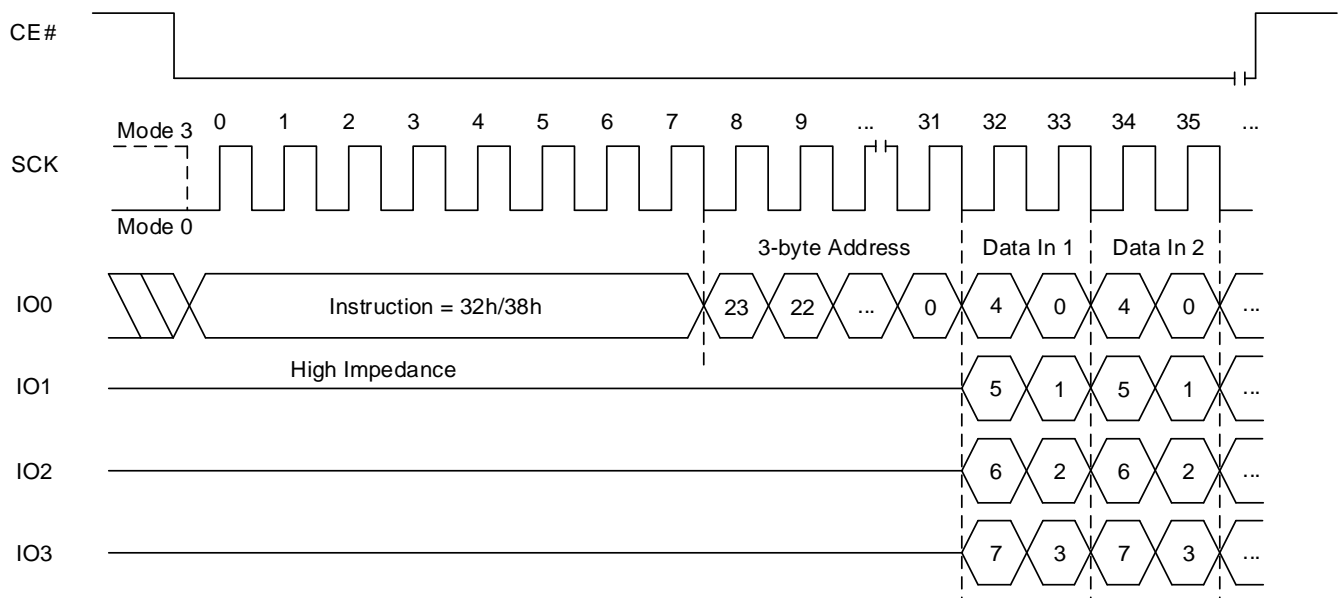 CE#
Mode 3 0 1 2 3 4 5 6 7 8 9 ... 31 32 33 34 35 ...
SCK
Mode 0
3-byte Address Data In 1 Data In 2
IO0 Instruction = 32h/38h 23 22 ... 0 4 0 4 0 ...
High Impedance
IO1 5 1 5 1 ...
IO2 6 2 6 2 ...
IO3 7 3 7 3 ...